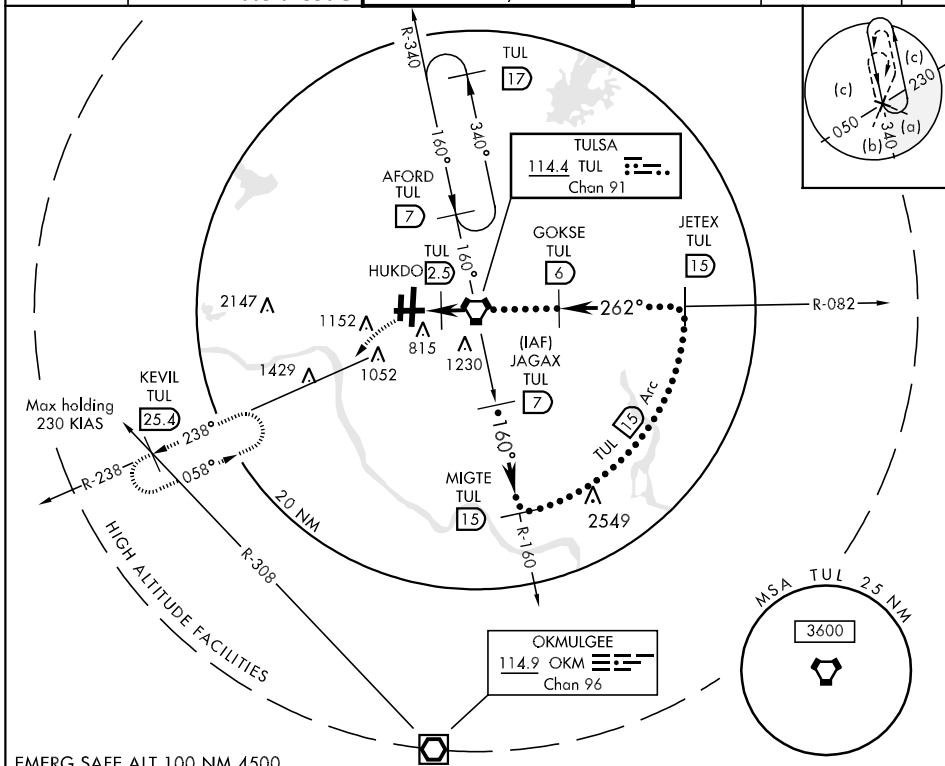 R-340
TUL
17
340°
160°
AFORD
TUL
7
160°
TULSA
114.4 TUL
Chan 91
(c)
(c)
230
050
(b)
340
(a)
TUL
HUKDO 2.5
GOKSE
TUL
6
JETEX
TUL
15
262°
R-082
2147
1152
815
1230
1429
1052
(IAF)
JAGAX
TUL
7
KEVIL
TUL
25.4
Max holding
230 KIAS
238°
058°
R-238
160°
TUL 15 Arc
MIGTE
TUL
15
2549
R-160
20 NM
R-308
HIGH ALTITUDE FACILITIES
MSA TUL 25 NM
3600
OKMULGEE
114.9 OKM
Chan 96
EMERG SAFE ALT 100 NM 4500